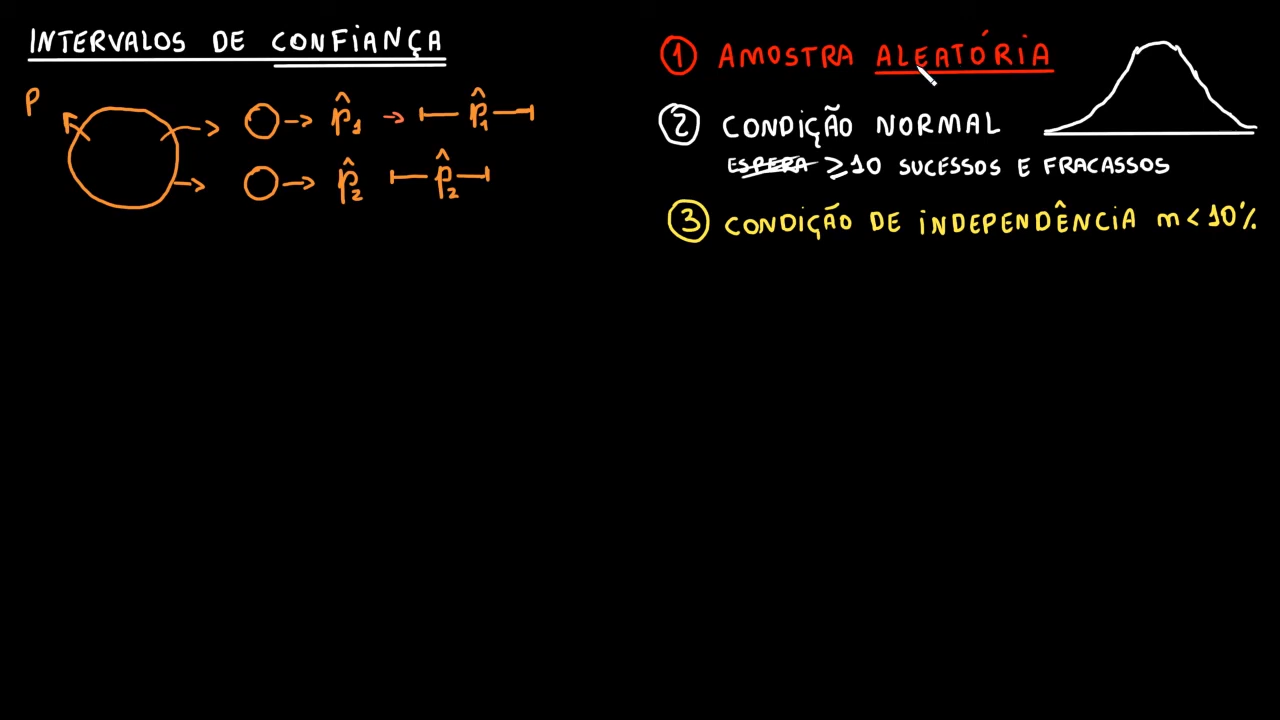 INTERVALOS DE CONFIANÇA
P
→ p̂₁ → p̂₁
→ p̂₂ p̂₂
① AMOSTRA ALEATÓRIA
② CONDIÇÃO NORMAL
ESPERA ≥10 SUCESSOS E FRACASSOS
③ CONDIÇÃO DE INDEPENDÊNCIA n < 10%